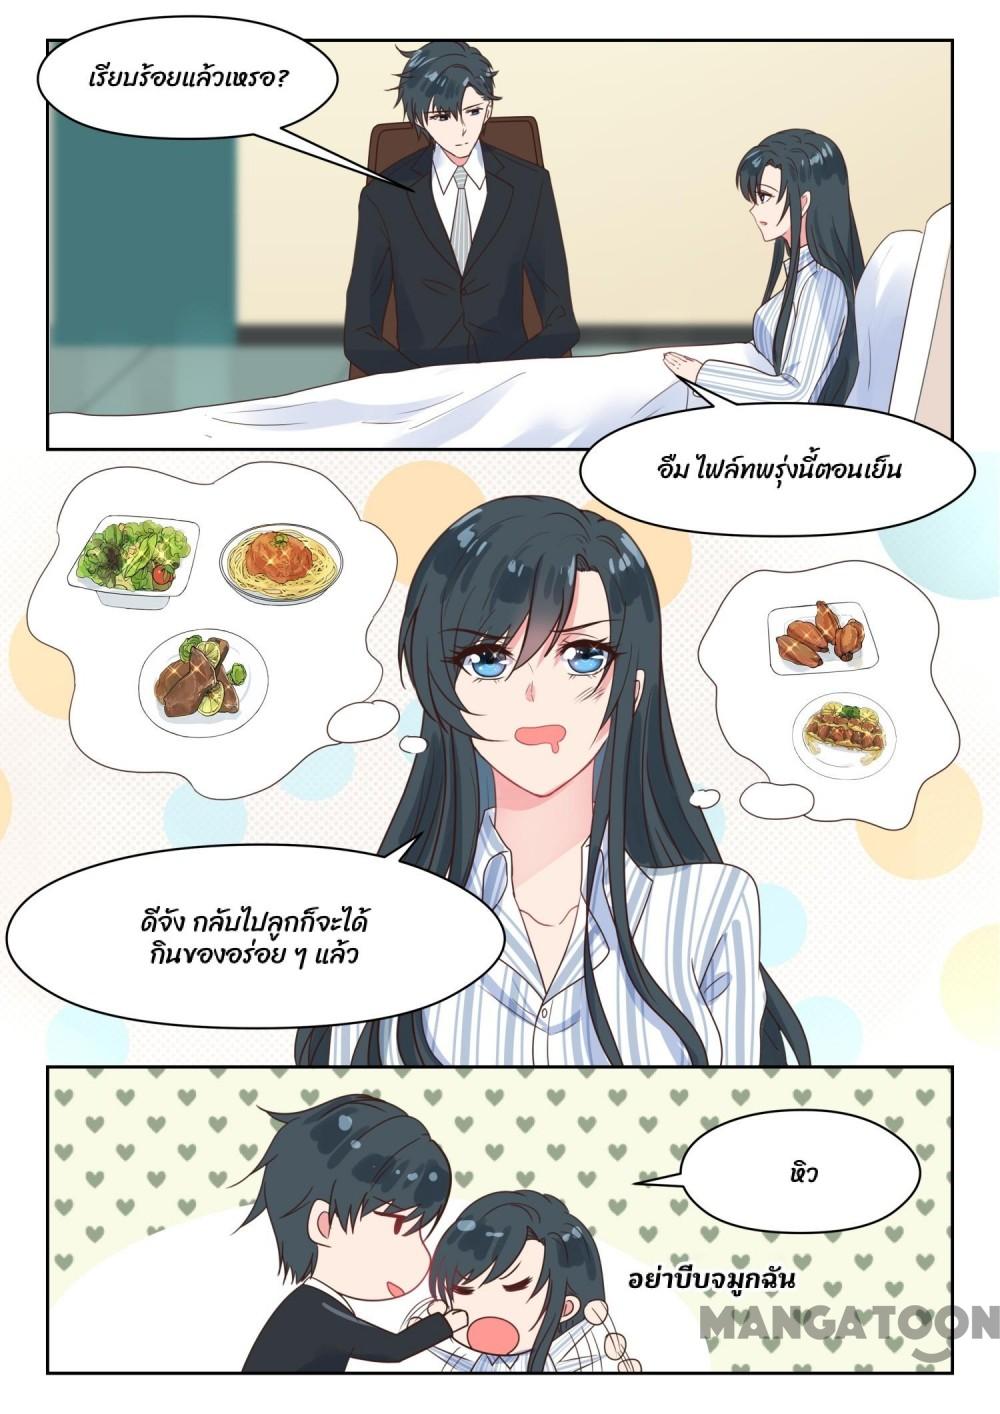 เรียบร้อยแล้วเหรอ?
อืม ไฟล์ทพรุ่งนี้ตอนเย็น
ดีจัง กลับไปลูกก็จะได้
กินของอร่อย ๆ แล้ว
หิว
อย่าบีบจมูกฉัน
MANGATOON